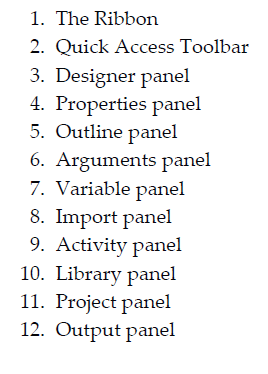 1. The Ribbon
2. Quick Access Toolbar
3. Designer panel
4. Properties panel
5. Outline panel
6. Arguments panel
7. Variable panel
8. Import panel
9. Activity panel
10. Library panel
11. Project panel
12. Output panel